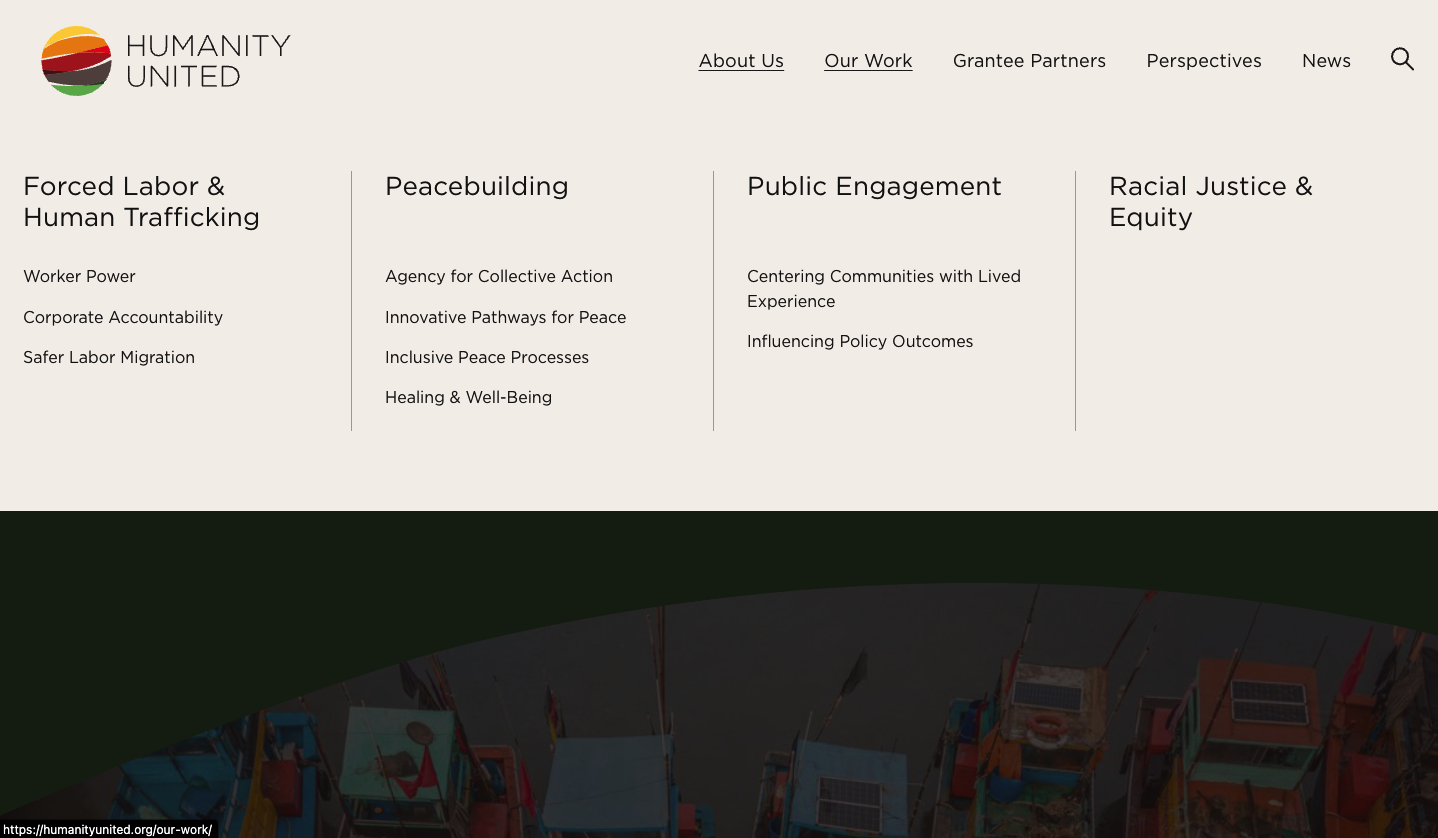 HUMANITY
UNITED
About Us
Our Work
Grantee Partners
Perspectives
News
Forced Labor &
Human Trafficking
Worker Power
Corporate Accountability
Safer Labor Migration
Peacebuilding
Agency for Collective Action
Innovative Pathways for Peace
Inclusive Peace Processes
Healing & Well-Being
Public Engagement
Centering Communities with Lived
Experience
Influencing Policy Outcomes
Racial Justice &
Equity
https://humanityunited.org/our-work/